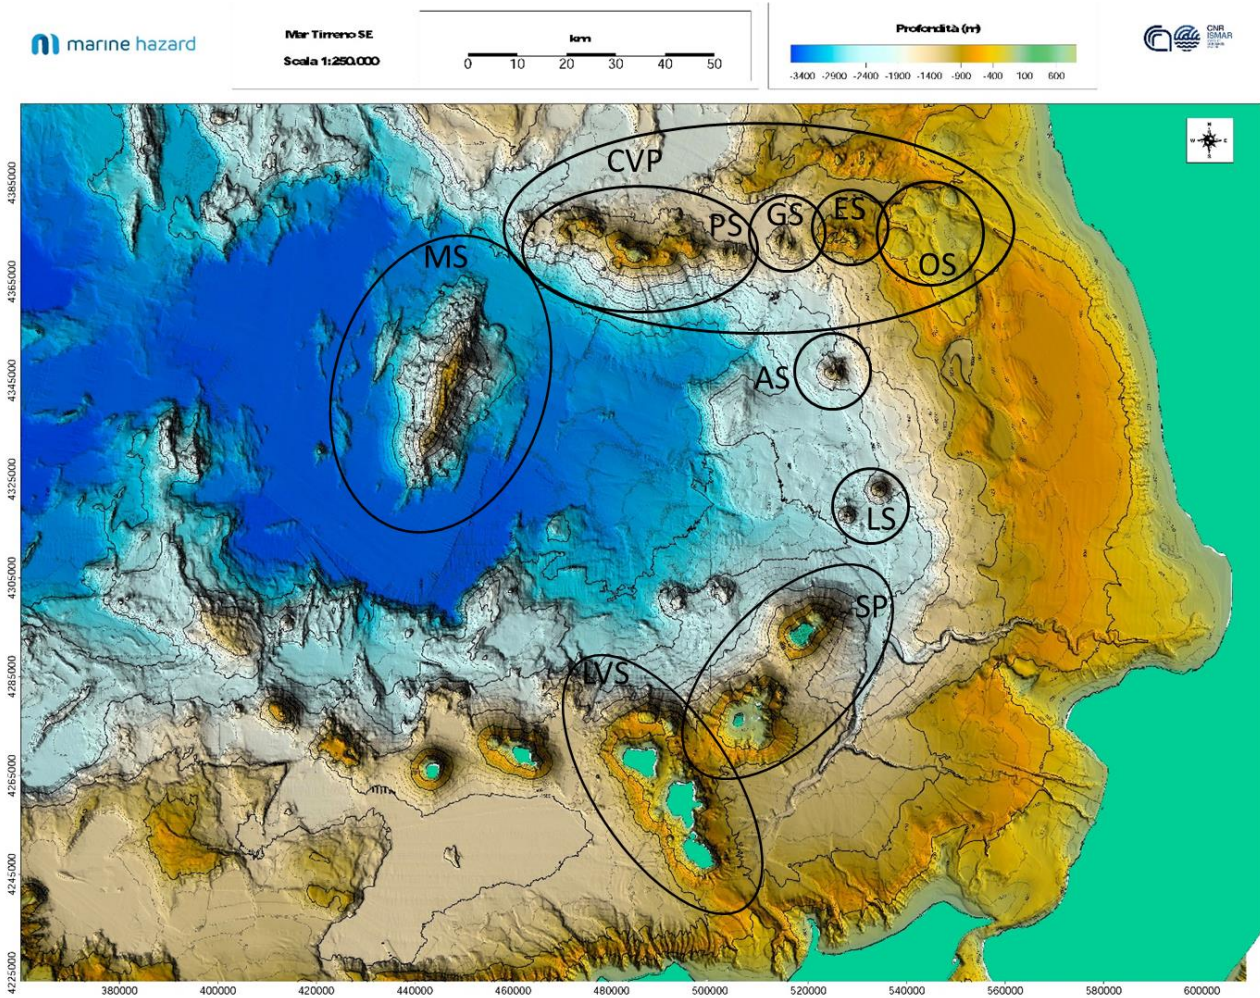 marine hazard
Mar Tirreno SE
Scala 1:250.000
km
0 10 20 30 40 50
Profondità (m)
-3400 -2900 -2400 -1900 -1400 -900 -400 100 600
CNR
ISMAR
N
W E
S
CVP
PS GS ES
OS
MS
AS
LS
SP
LVS
4385000
4365000
4345000
4325000
4305000
4285000
4265000
4245000
4225000
380000 400000 420000 440000 460000 480000 500000 520000 540000 560000 580000 600000